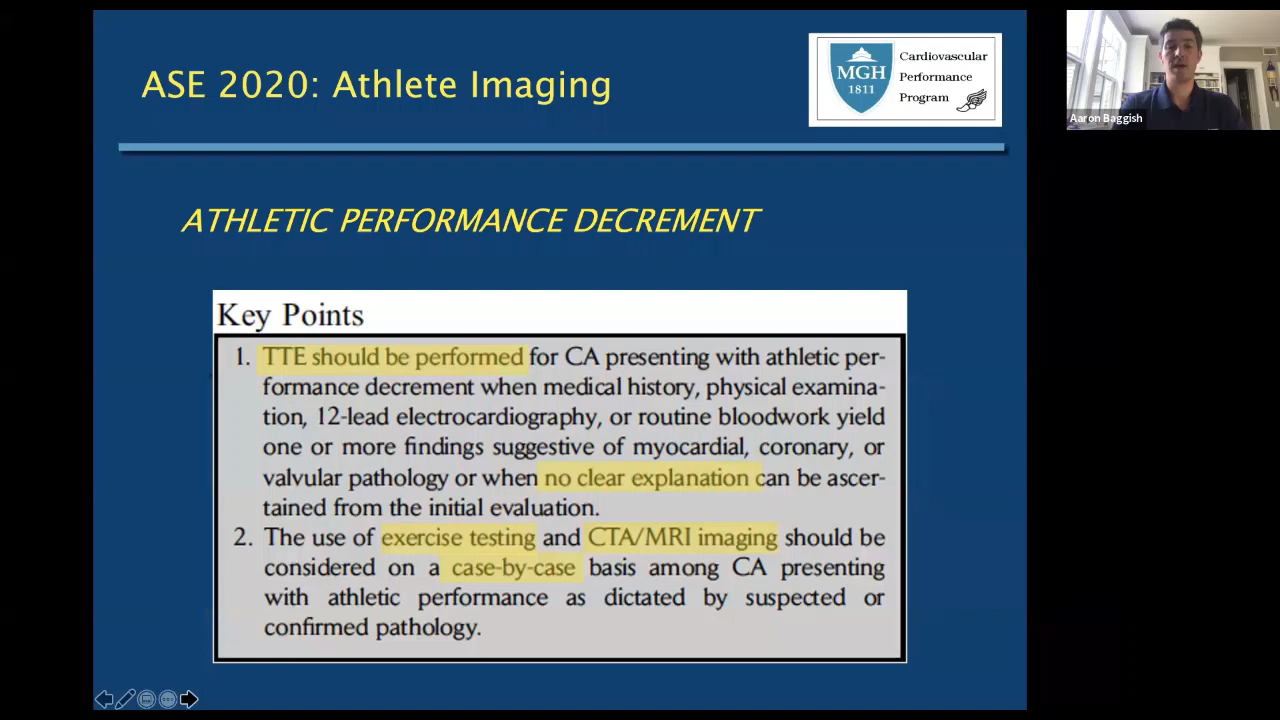 ASE 2020: Athlete Imaging
MGH
1811
Cardiovascular
Performance
Program
Aaron Baggish
ATHLETIC PERFORMANCE DECREMENT
Key Points
1. TTE should be performed for CA presenting with athletic per-
formance decrement when medical history, physical examina-
tion, 12-lead electrocardiography, or routine bloodwork yield
one or more findings suggestive of myocardial, coronary, or
valvular pathology or when no clear explanation can be ascer-
tained from the initial evaluation.
2. The use of exercise testing and CTA/MRI imaging should be
considered on a case-by-case basis among CA presenting
with athletic performance as dictated by suspected or
confirmed pathology.